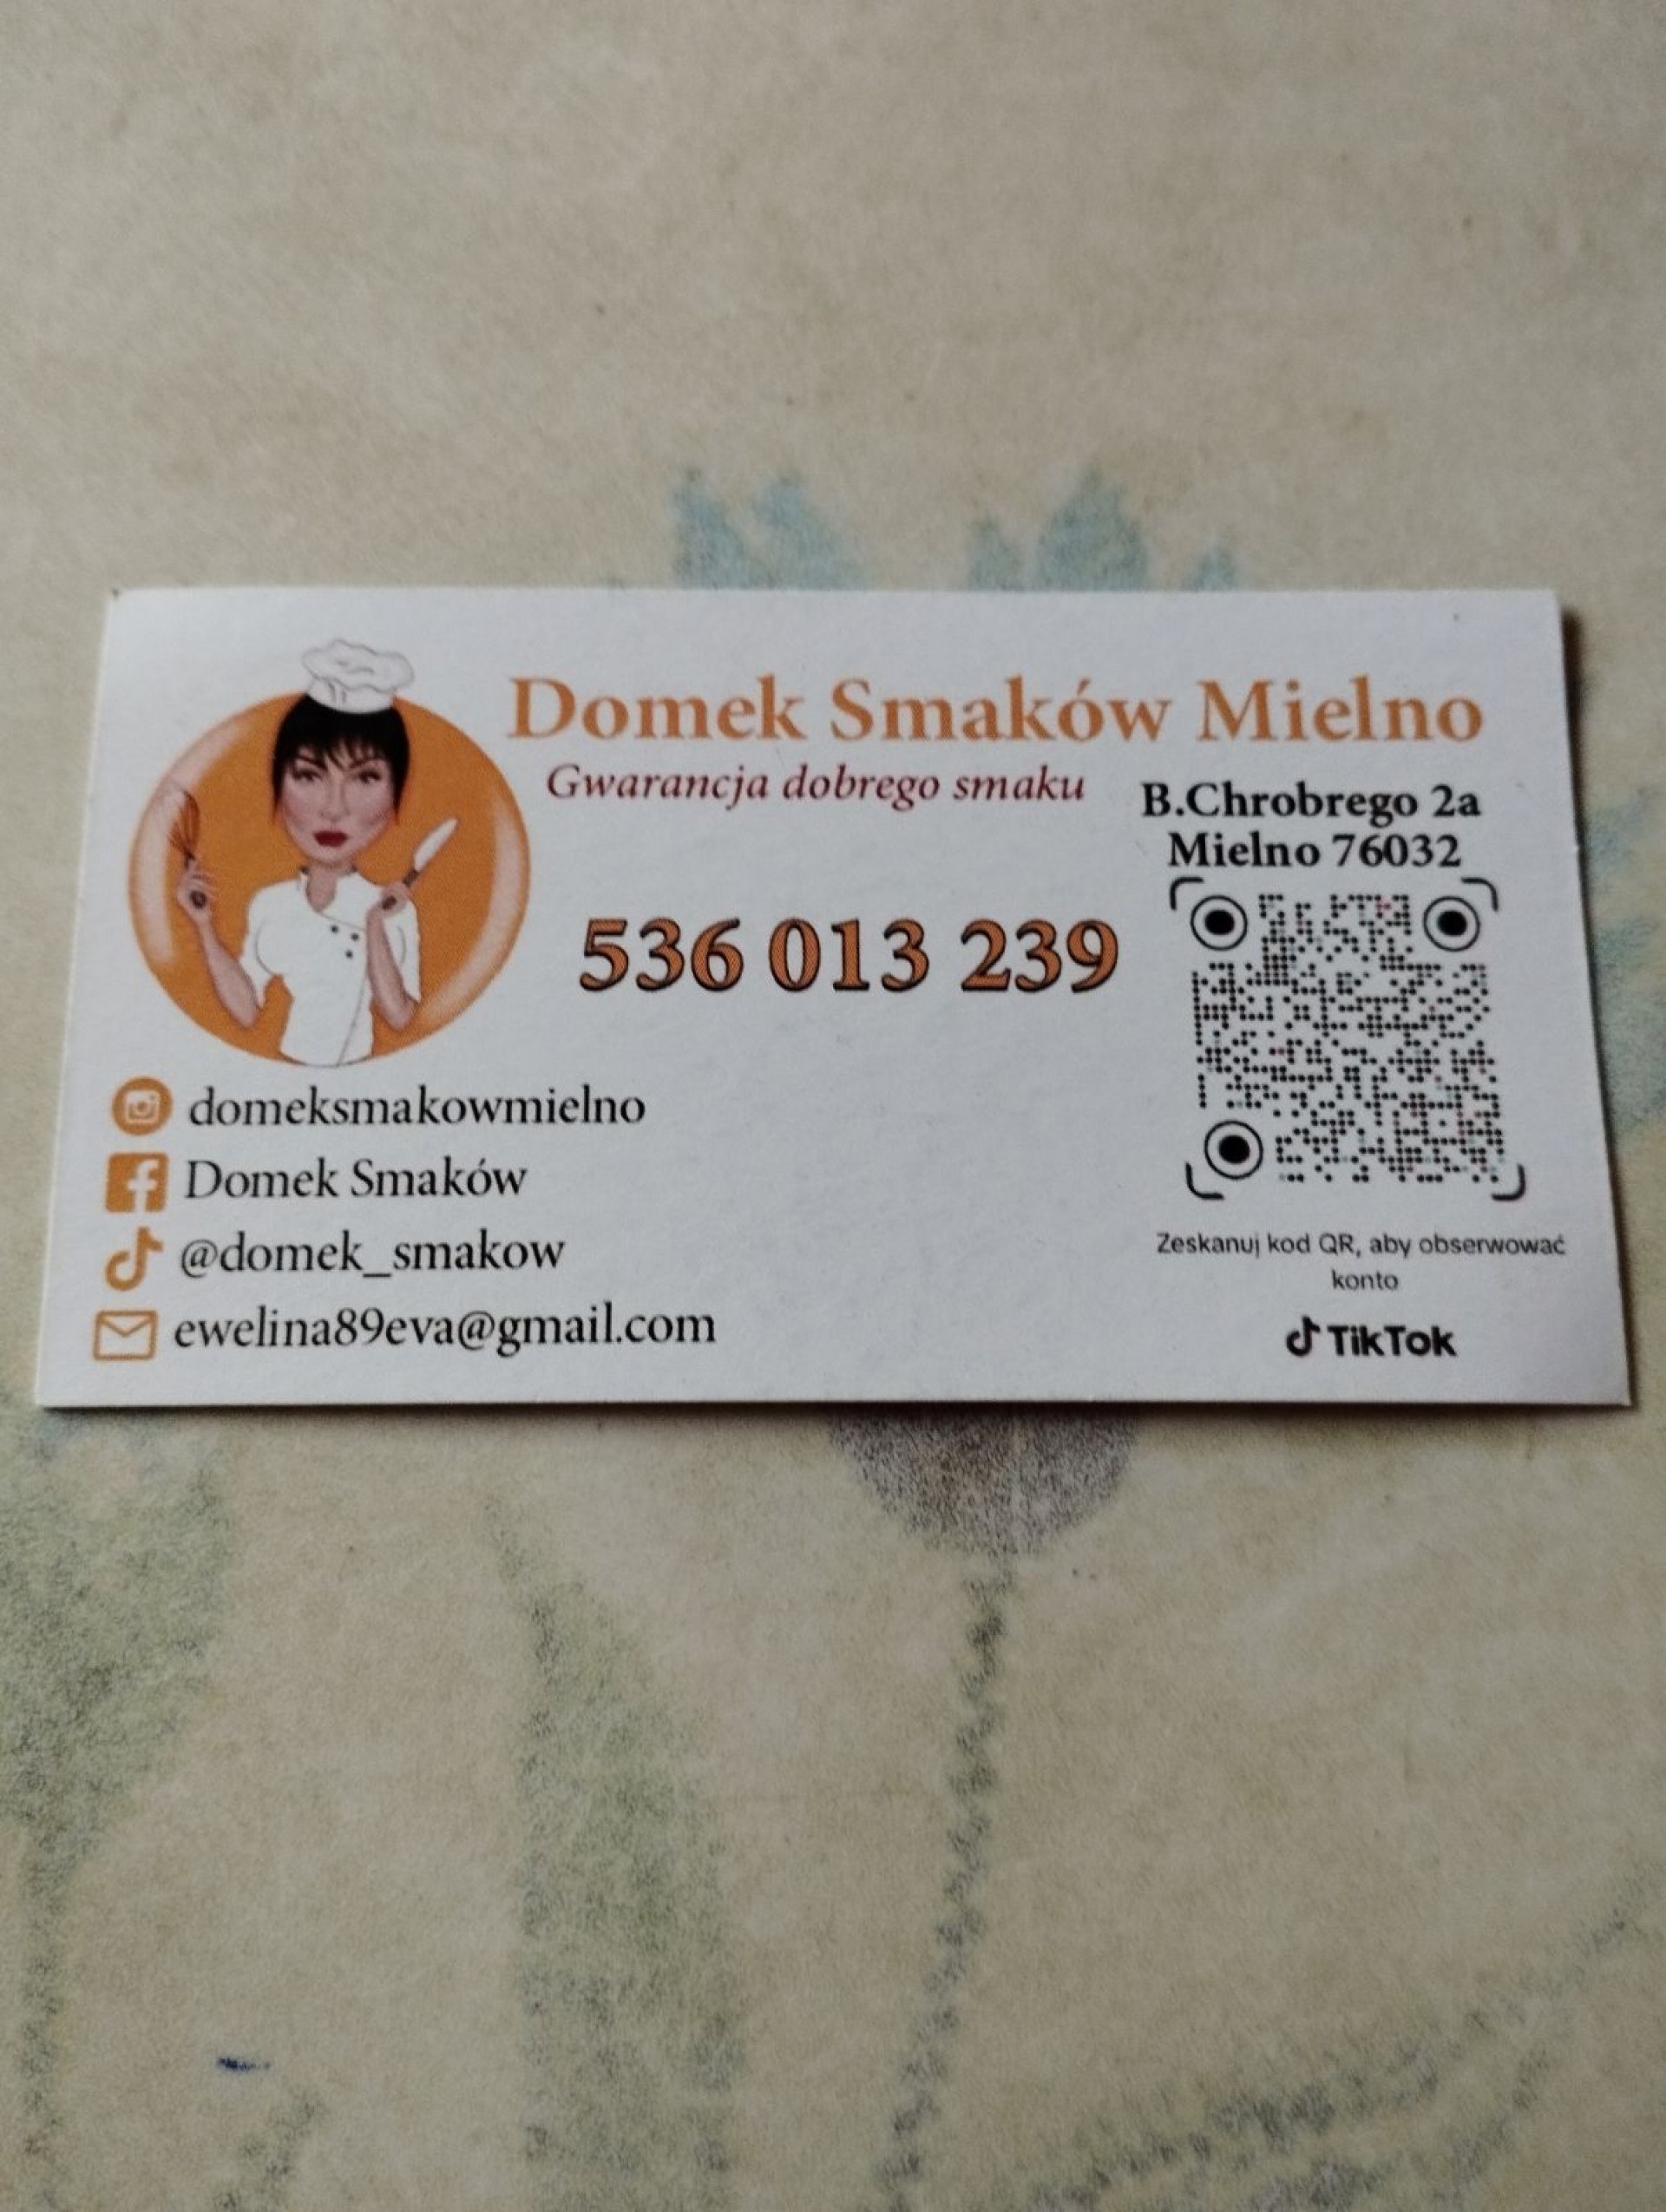 Domek Smaków Mielno
Gwarancja dobrego smaku
B.Chrobrego 2a
Mielno 76032
536 013 239
domeksmakowmielno
Domek Smaków
@domek_smakow
ewelina89eva@gmail.com
Zeskanuj kod QR, aby obserwować
konto
TikTok